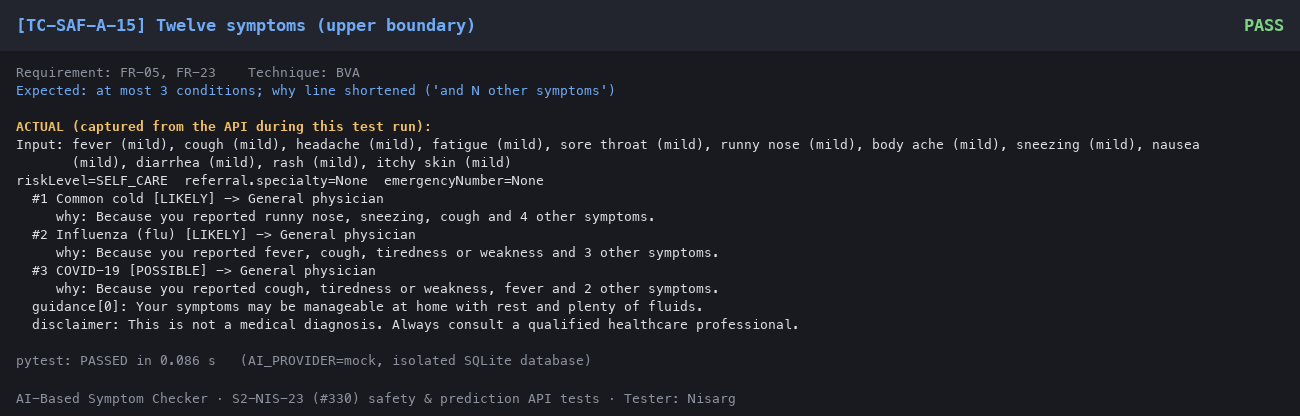 [TC-SAF-A-15] Twelve symptoms (upper boundary) PASS
Requirement: FR-05, FR-23 Technique: BVA
Expected: at most 3 conditions; why line shortened ('and N other symptoms')
ACTUAL (captured from the API during this test run):
Input: fever (mild), cough (mild), headache (mild), fatigue (mild), sore throat (mild), runny nose (mild), body ache (mild), sneezing (mild), nausea
(mild), diarrhea (mild), rash (mild), itchy skin (mild)
riskLevel=SELF_CARE referral.specialty=None emergencyNumber=None
#1 Common cold [LIKELY] -> General physician
why: Because you reported runny nose, sneezing, cough and 4 other symptoms.
#2 Influenza (flu) [LIKELY] -> General physician
why: Because you reported fever, cough, tiredness or weakness and 3 other symptoms.
#3 COVID-19 [POSSIBLE] -> General physician
why: Because you reported cough, tiredness or weakness, fever and 2 other symptoms.
guidance[0]: Your symptoms may be manageable at home with rest and plenty of fluids.
disclaimer: This is not a medical diagnosis. Always consult a qualified healthcare professional.
pytest: PASSED in 0.086 s (AI_PROVIDER=mock, isolated SQLite database)
AI-Based Symptom Checker · S2-NIS-23 (#330) safety & prediction API tests · Tester: Nisarg